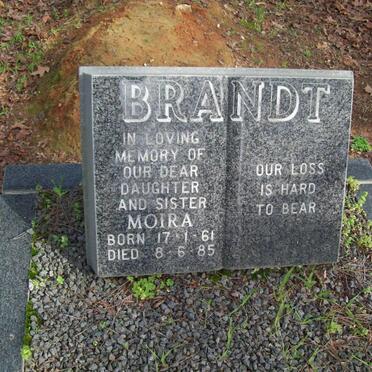 BRANDT
IN LOVING
MEMORY OF
OUR DEAR
DAUGHTER
AND SISTER
MOIRA
BORN 17-1-61
DIED 8-6-85
OUR LOSS
IS HARD
TO BEAR